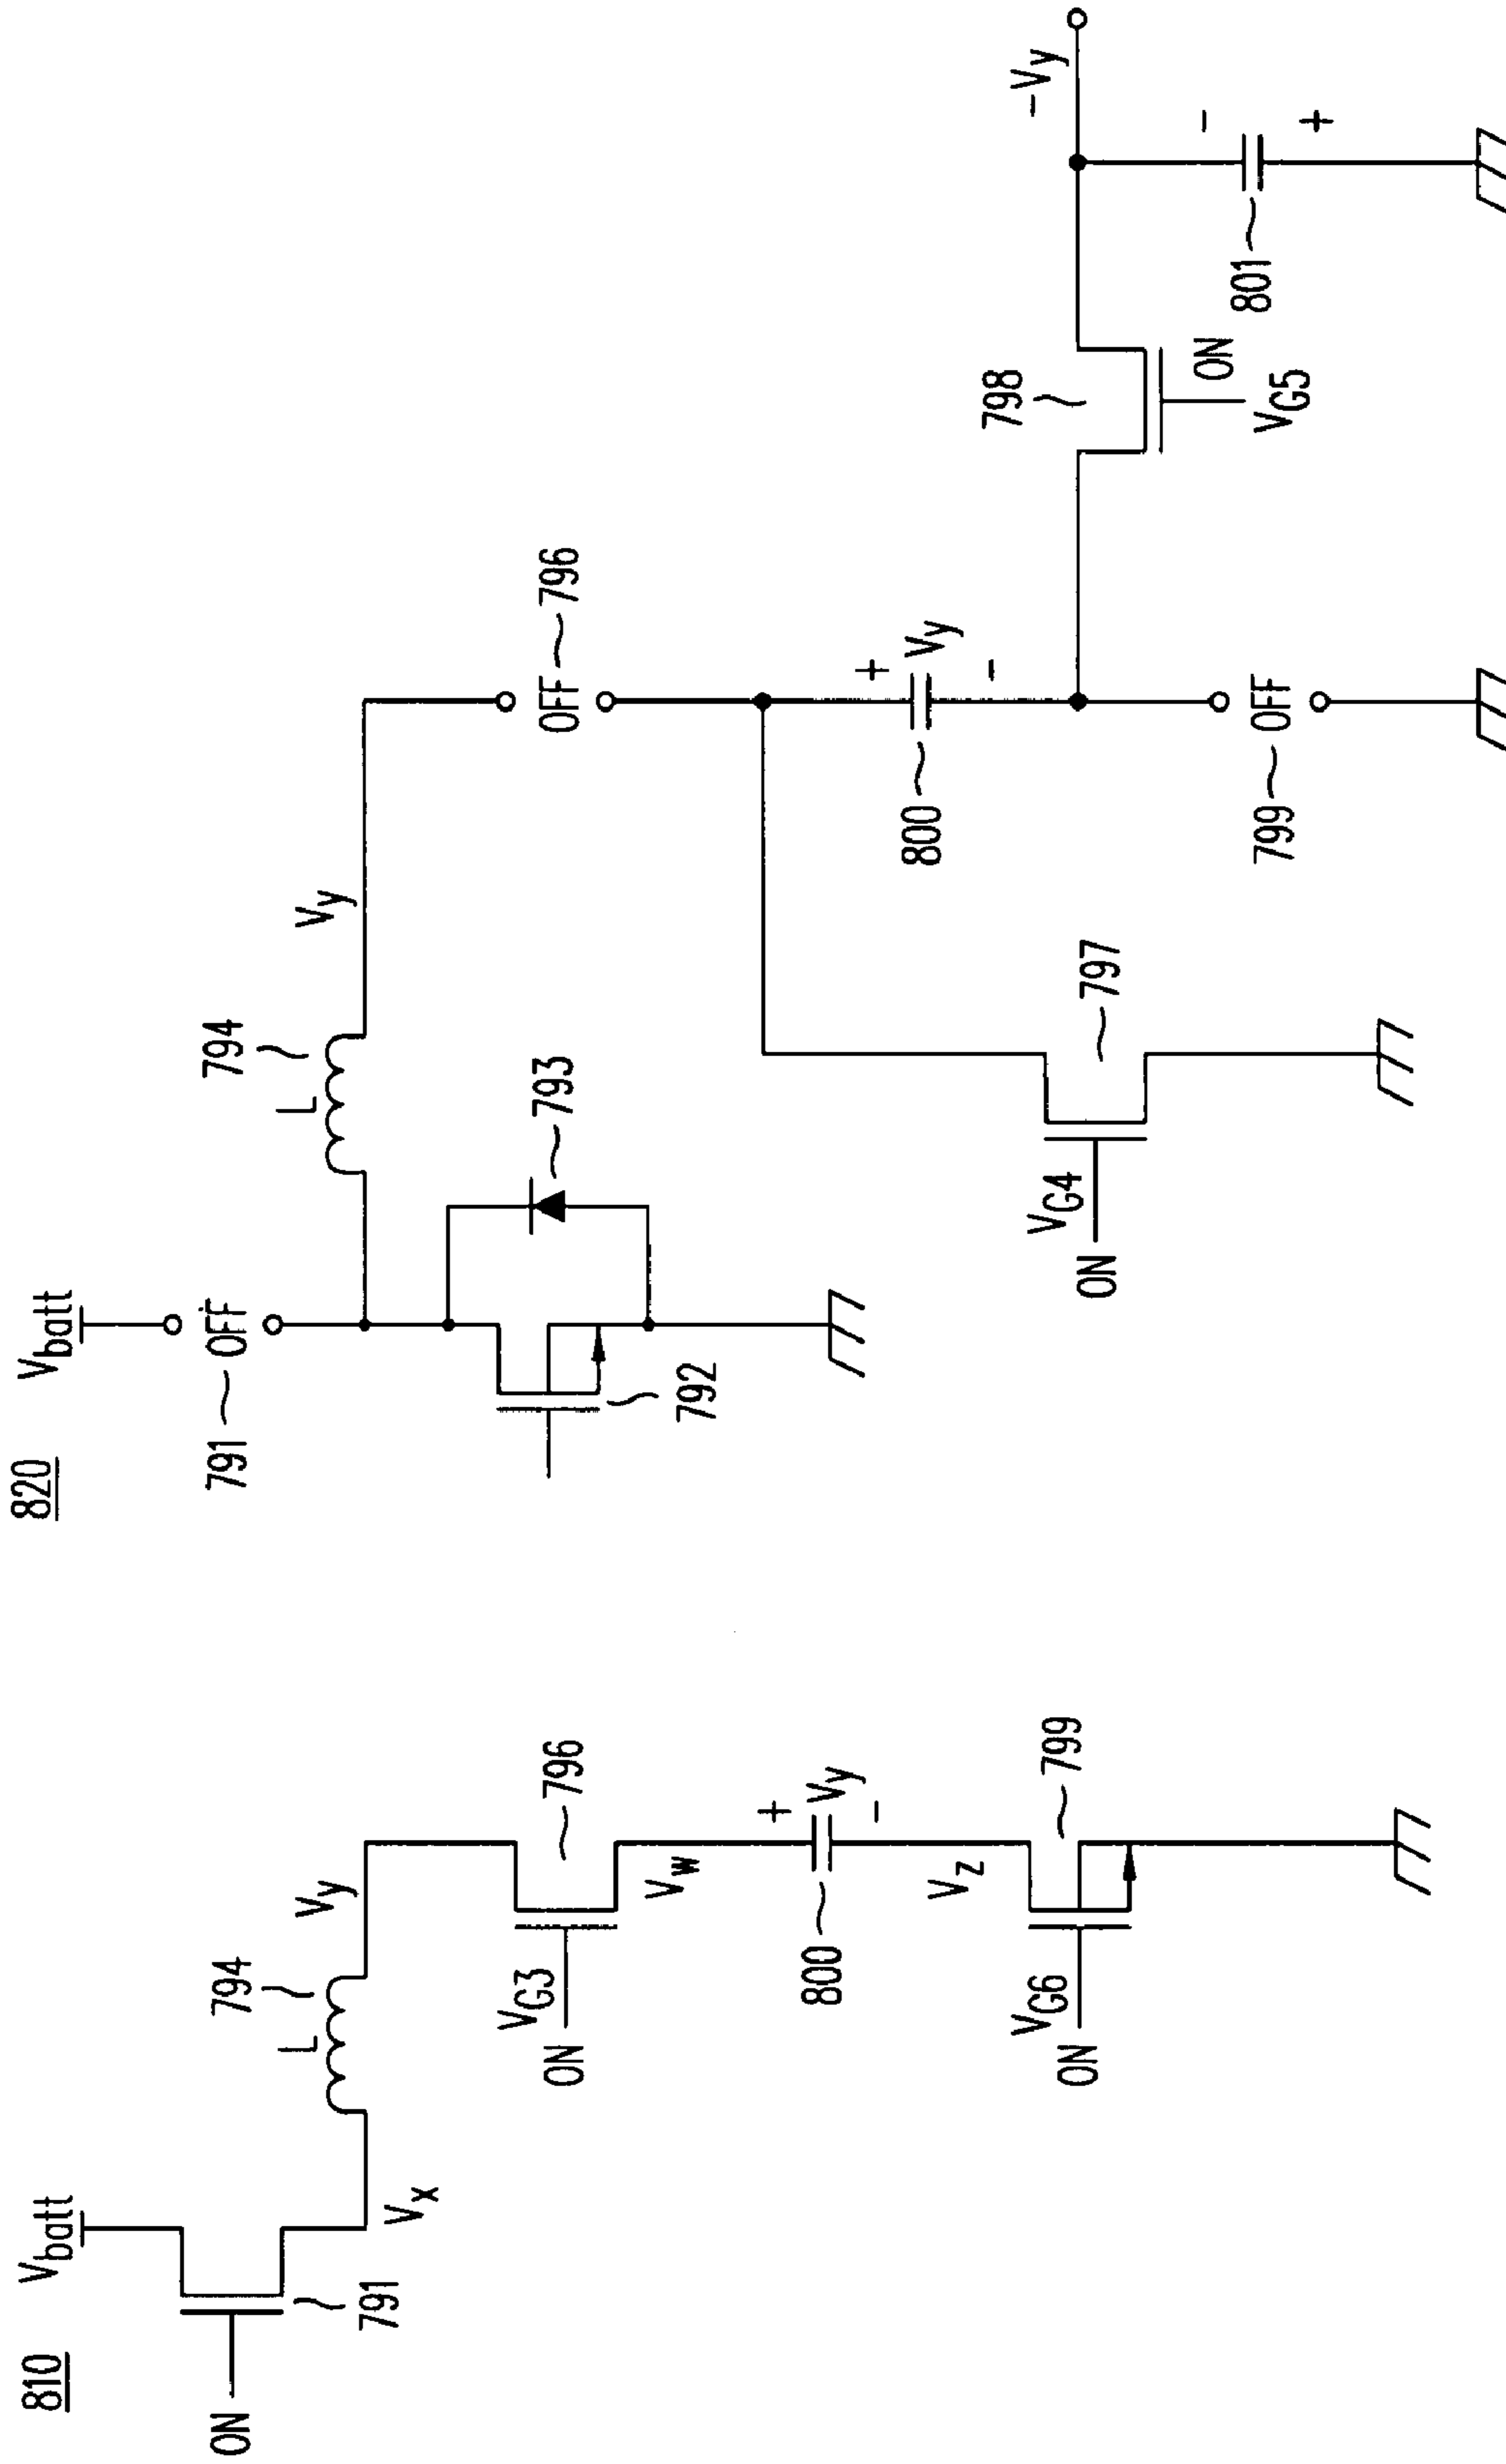 810
V_batt
ON
791
V_x
L
794
V_y
V_G3
ON
796
V_w
+
V_y
-
800
V_z
V_G6
ON
799
820
V_batt
791 OFF
792
793
L
794
V_y
OFF 796
V_G4
ON
797
+
V_y
-
800
799 OFF
798
ON
V_G5
-V_y
-
+
801